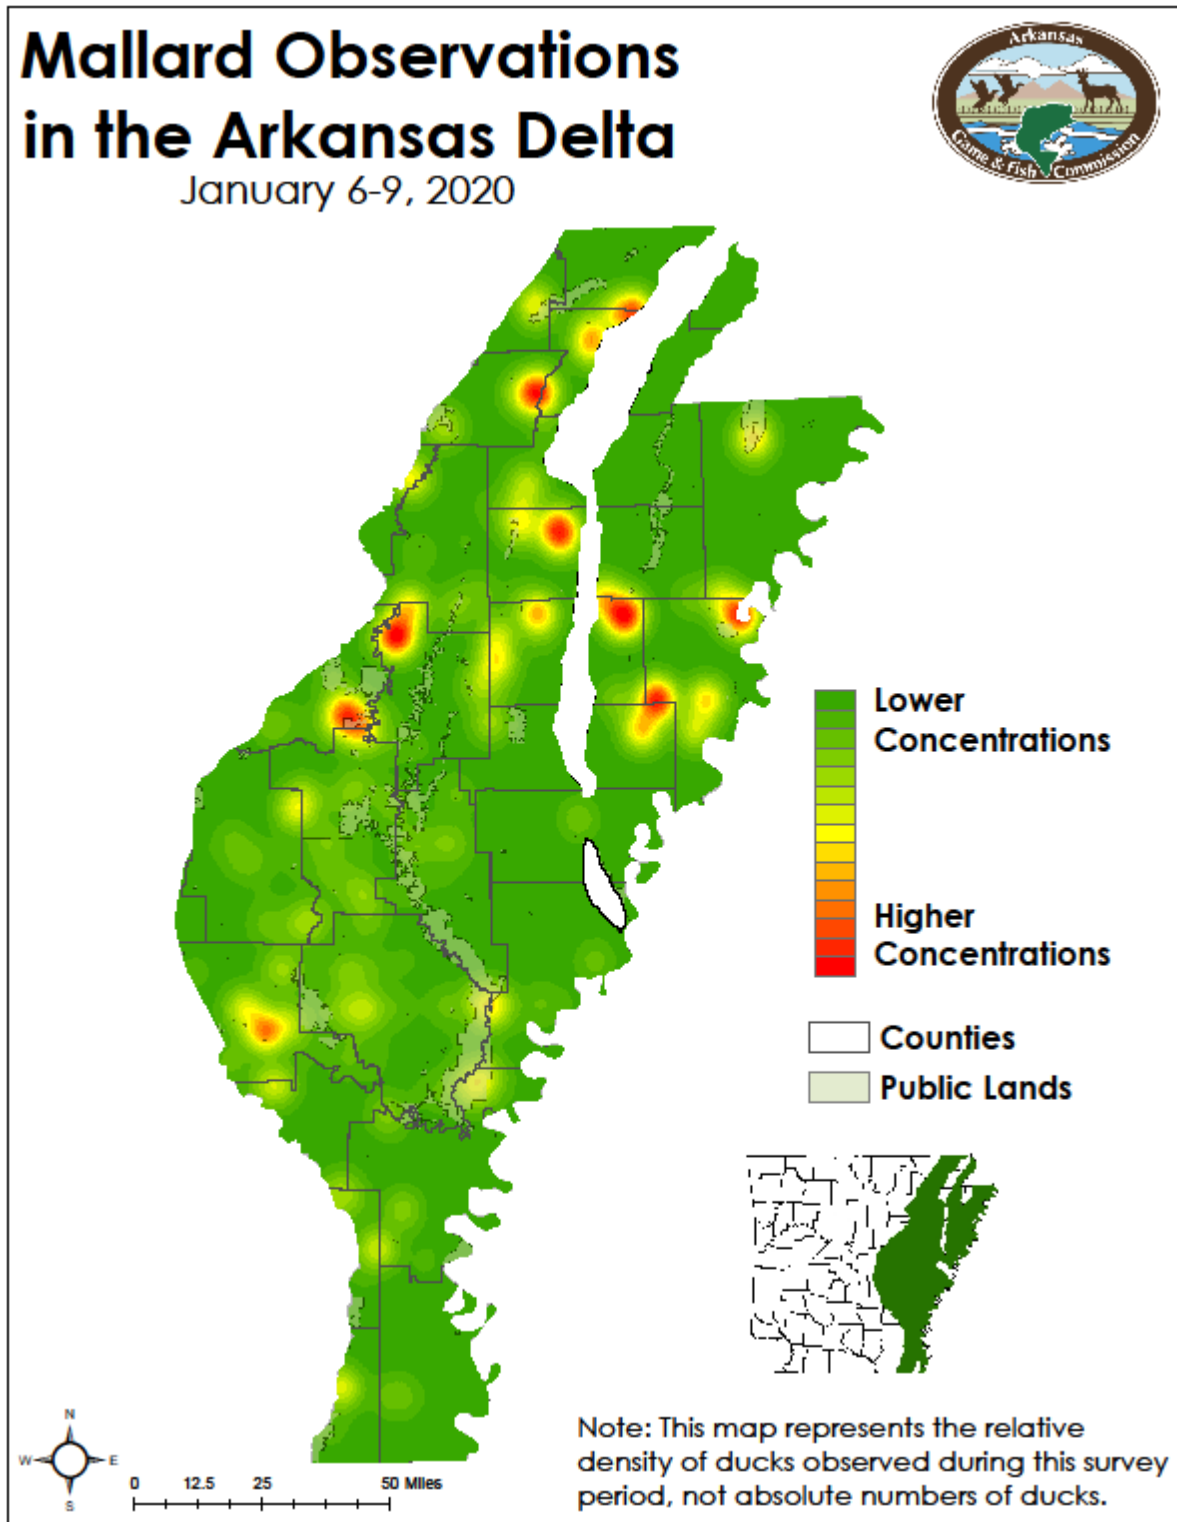 Mallard Observations
in the Arkansas Delta
January 6-9, 2020
Arkansas
Game & Fish Commission
Lower
Concentrations
Higher
Concentrations
Counties
Public Lands
N
W E
S
0 12.5 25 50 Miles
Note: This map represents the relative
density of ducks observed during this survey
period, not absolute numbers of ducks.